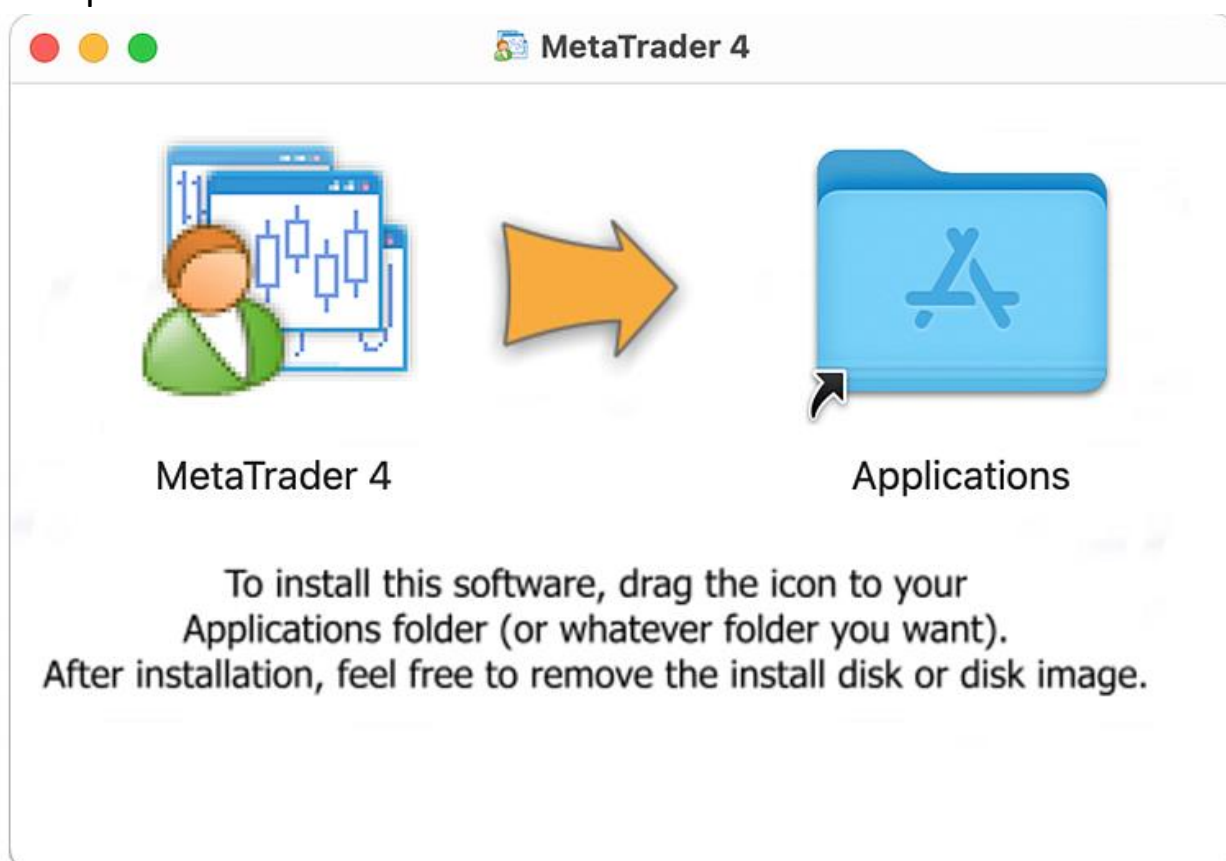 MetaTrader 4
MetaTrader 4
Applications
To install this software, drag the icon to your
Applications folder (or whatever folder you want).
After installation, feel free to remove the install disk or disk image.